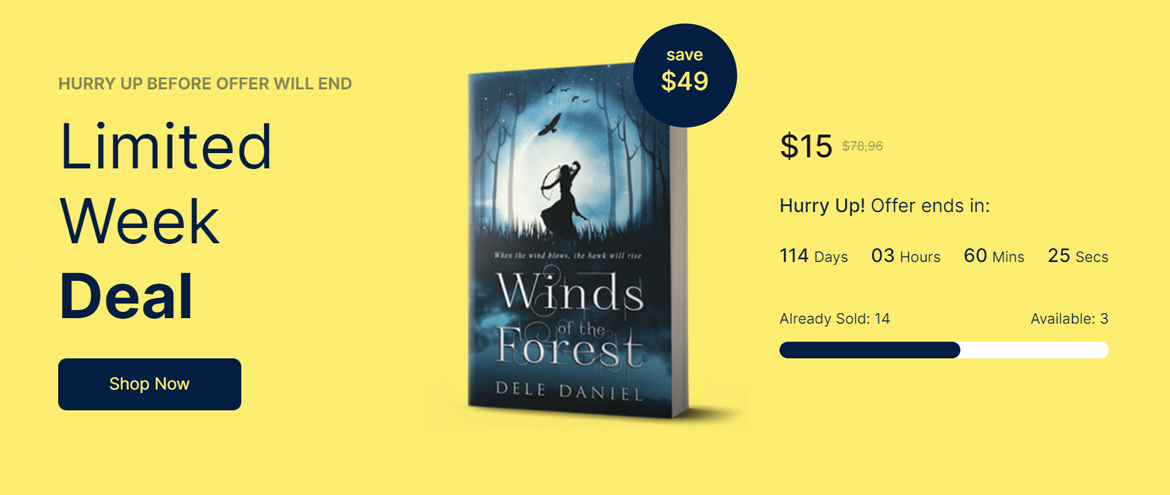 HURRY UP BEFORE OFFER WILL END
Limited
Week
Deal
Shop Now
save
$49
When the wind blows, the hawk will rise
Winds
of the
Forest
DELE DANIEL
$15 $78,96
Hurry Up! Offer ends in:
114 Days 03 Hours 60 Mins 25 Secs
Already Sold: 14 Available: 3